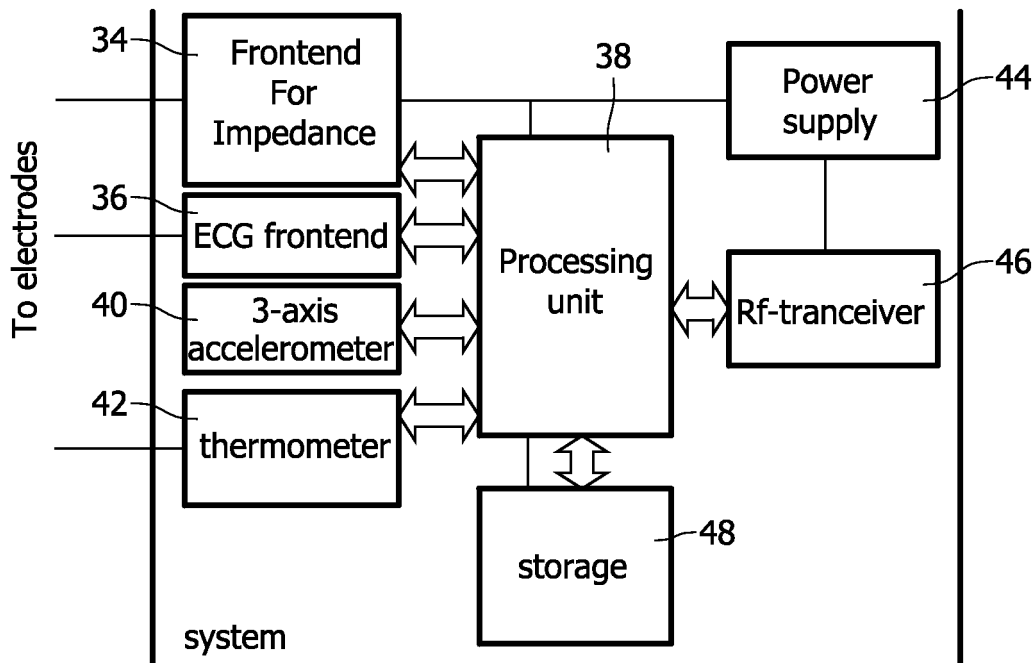 34
Frontend
For
Impedance
38
Power
supply
44
To electrodes
36
ECG frontend
Processing
unit
46
Rf-tranceiver
40
3-axis
accelerometer
42
thermometer
storage
48
system